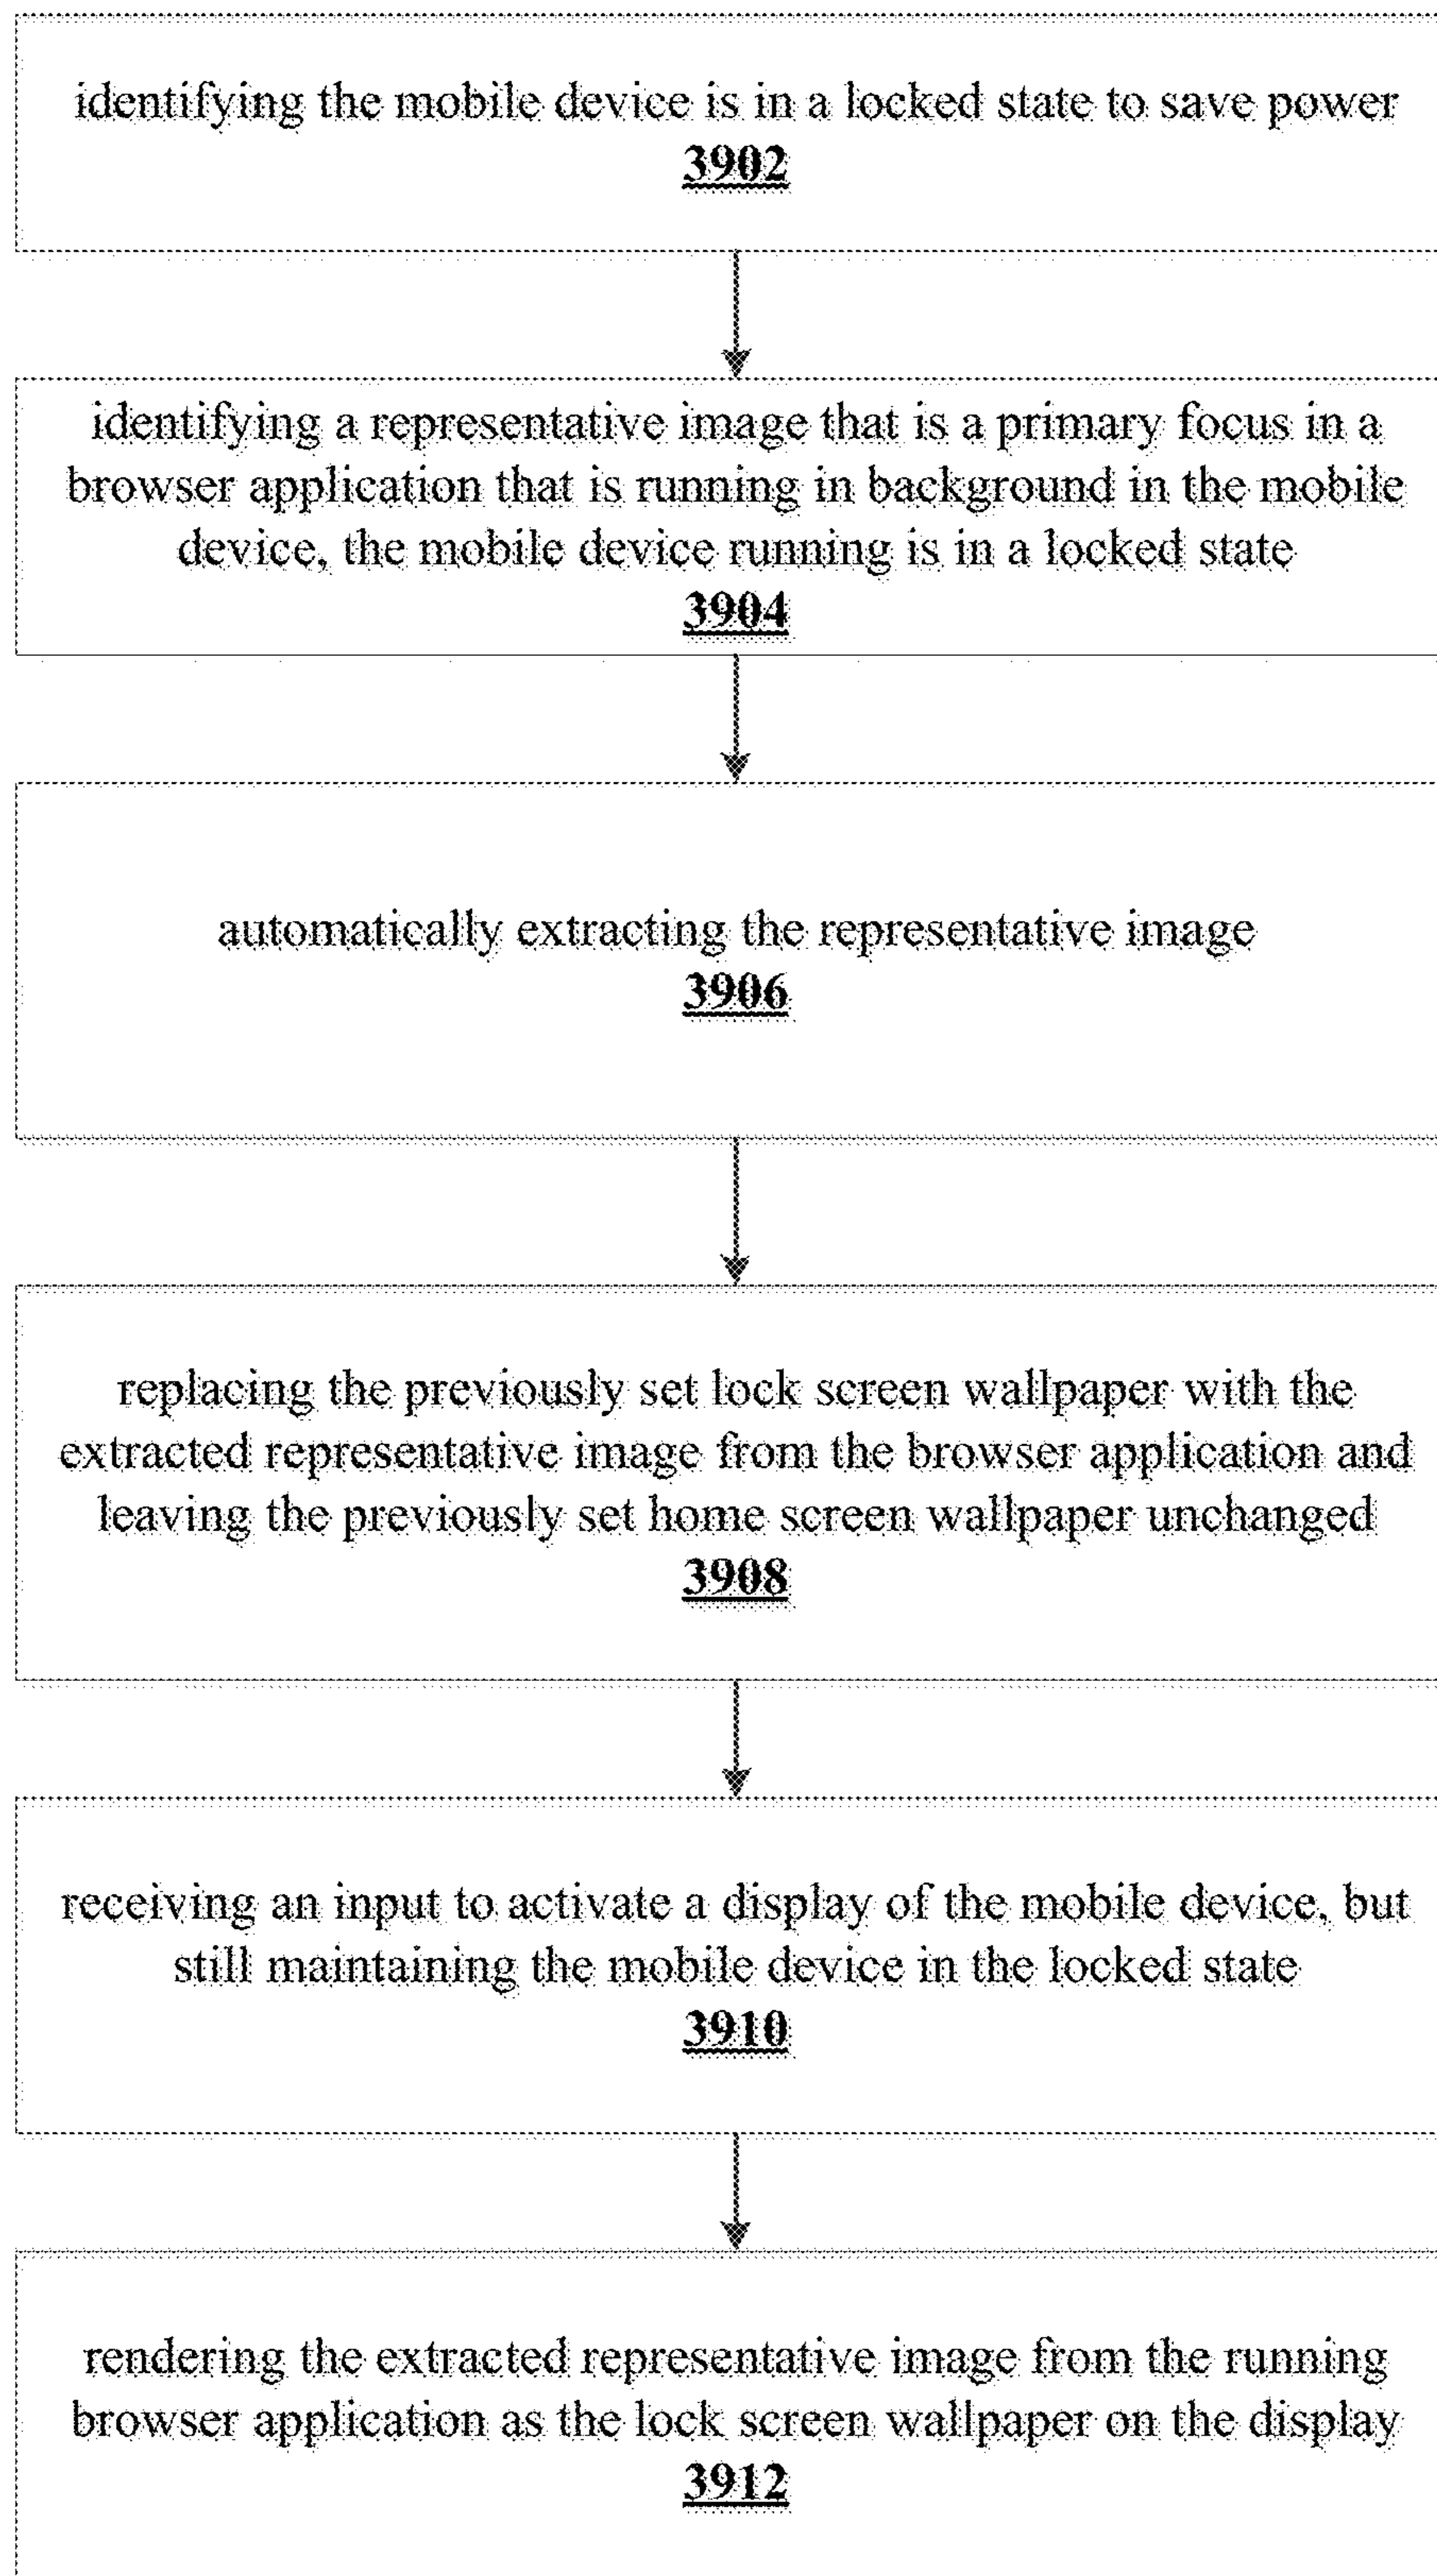 identifying the mobile device is in a locked state to save power
3902
identifying a representative image that is a primary focus in a
browser application that is running in background in the mobile
device, the mobile device running is in a locked state
3904
automatically extracting the representative image
3906
replacing the previously set lock screen wallpaper with the
extracted representative image from the browser application and
leaving the previously set home screen wallpaper unchanged
3908
receiving an input to activate a display of the mobile device, but
still maintaining the mobile device in the locked state
3910
rendering the extracted representative image from the running
browser application as the lock screen wallpaper on the display
3912